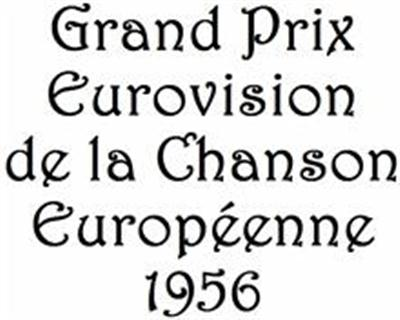 Grand Prix
Eurovision
de la Chanson
Européenne
1956